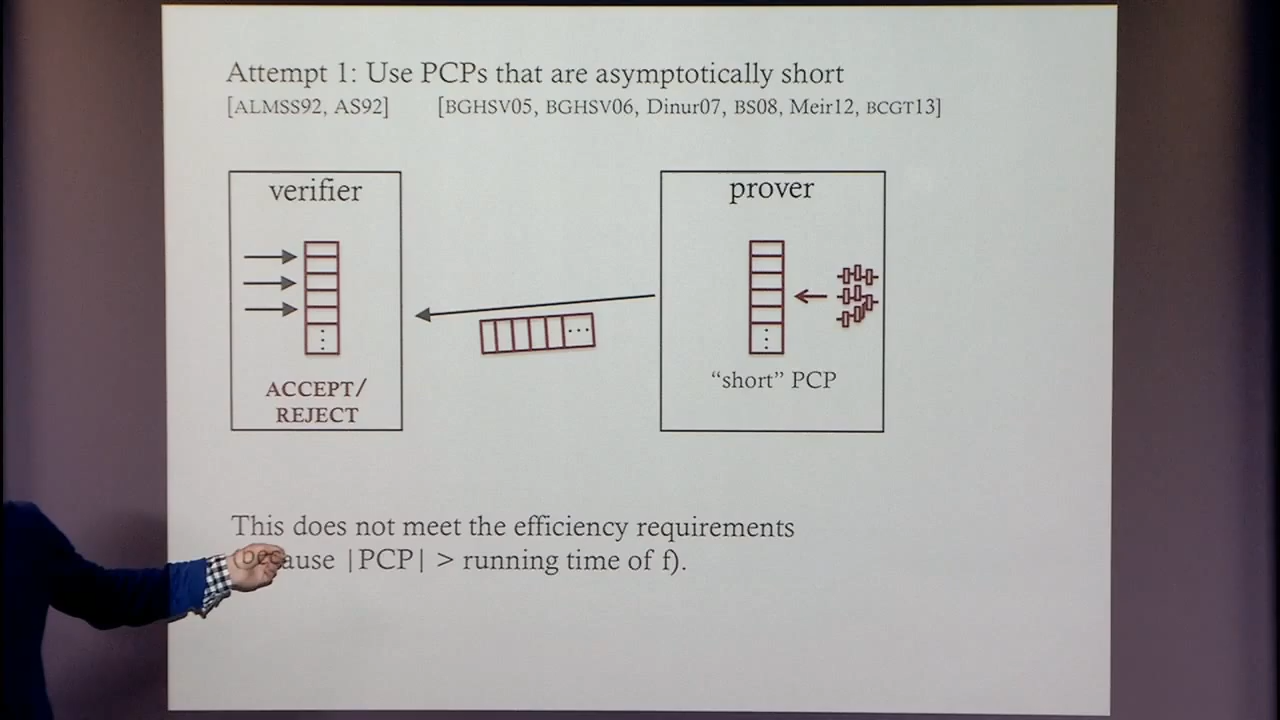 Attempt 1: Use PCPs that are asymptotically short
[ALMSS92, AS92] [BGHSV05, BGHSV06, Dinur07, BS08, Meir12, BCGT13]
verifier
ACCEPT/
REJECT
...
prover
"short" PCP
This does not meet the efficiency requirements
(because |PCP| > running time of f).